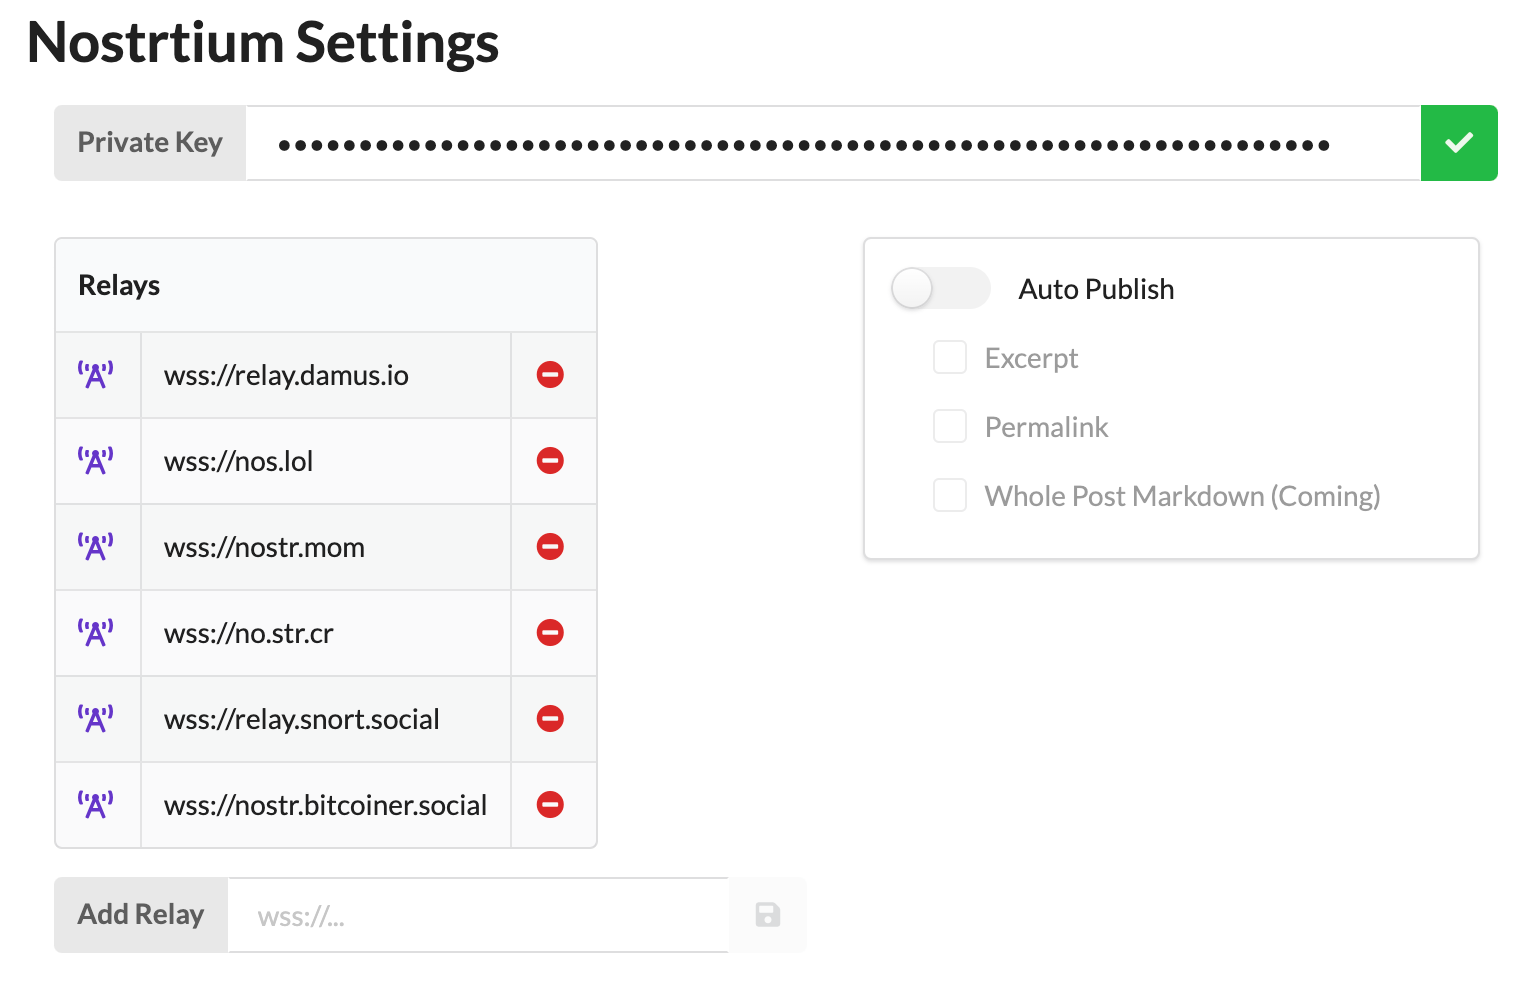 Nostrtium Settings
Private Key
Relays
wss://relay.damus.io
wss://nos.lol
wss://nostr.mom
wss://no.str.cr
wss://relay.snort.social
wss://nostr.bitcoiner.social
Add Relay wss://...
Auto Publish
Excerpt
Permalink
Whole Post Markdown (Coming)